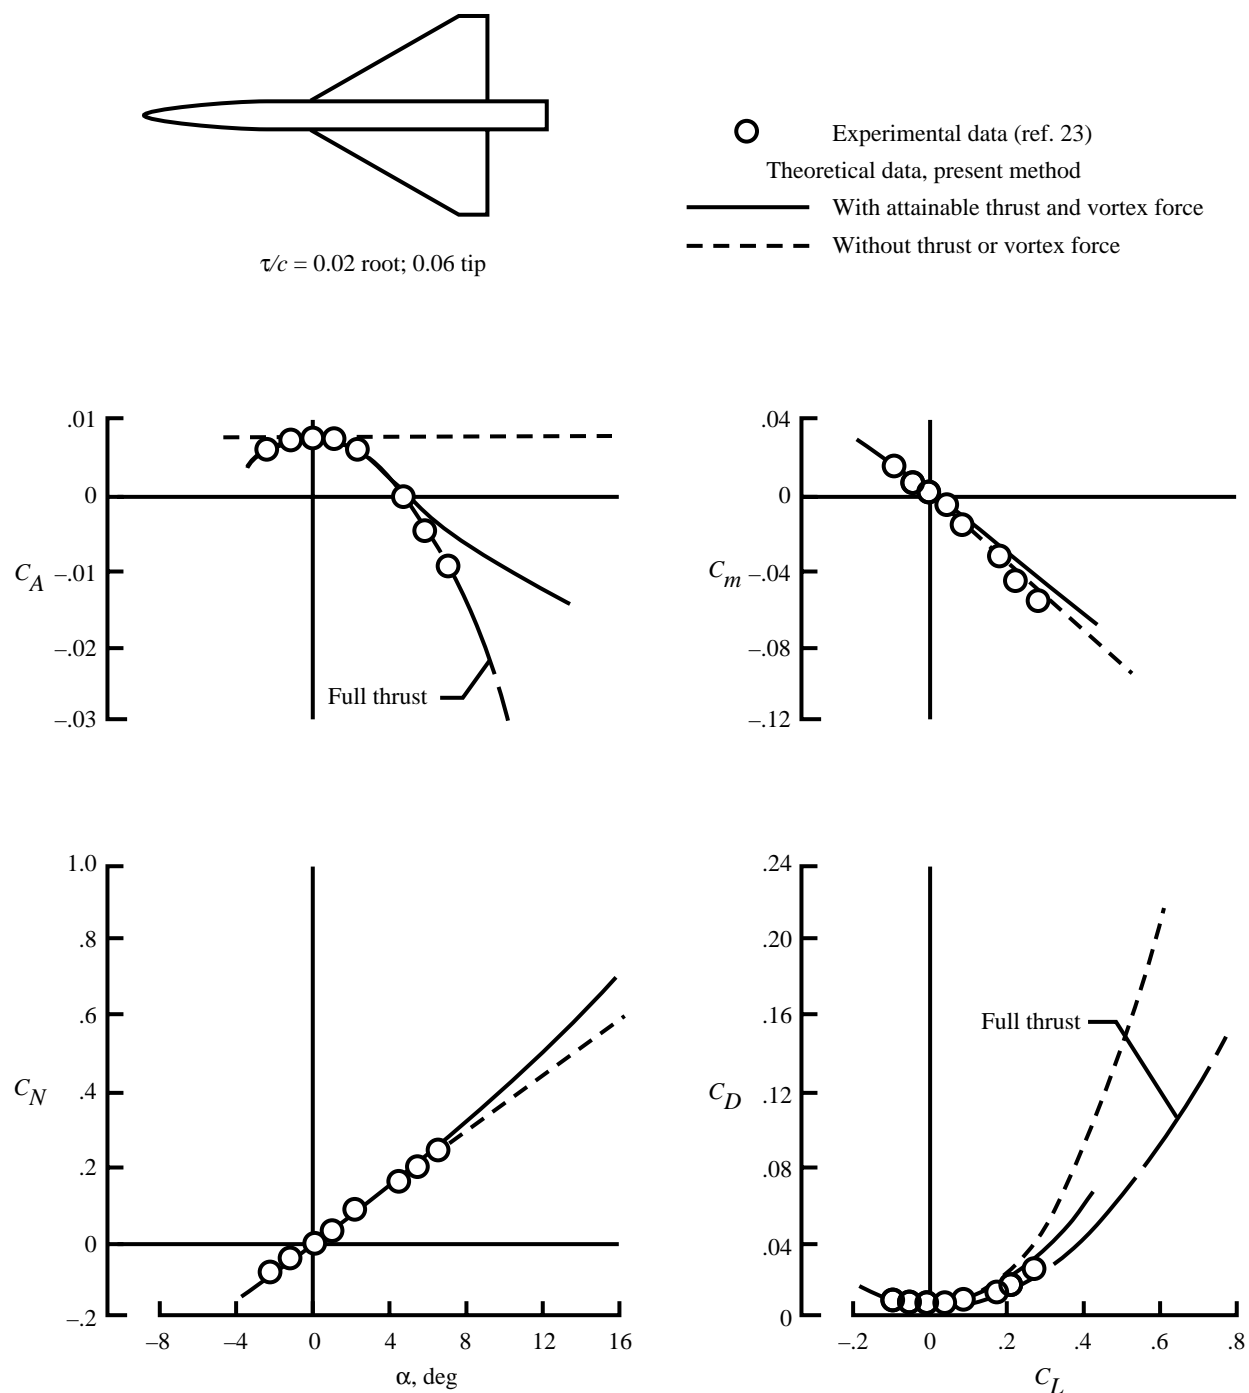 Experimental data (ref. 23)
Theoretical data, present method
With attainable thrust and vortex force
Without thrust or vortex force
τ/c = 0.02 root; 0.06 tip
.01
0
–.01
–.02
–.03
C_A
Full thrust
.04
0
–.04
–.08
–.12
C_m
1.0
.8
.6
.4
.2
0
–.2
C_N
–8 –4 0 4 8 12 16
α, deg
.24
.20
.16
.12
.08
.04
0
C_D
Full thrust
–.2 0 .2 .4 .6 .8
C_L